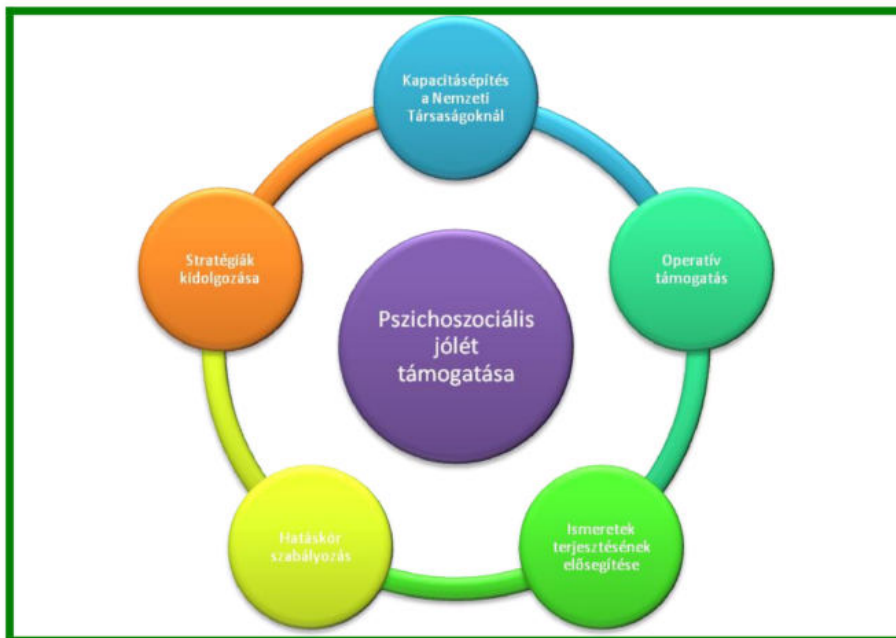 Kapacitásépítés
a Nemzeti
Társaságoknál
Stratégiák
kidolgozása
Operatív
támogatás
Pszichoszociális
jólét
támogatása
Hatáskör
szabályozás
Ismeretek
terjesztésének
elősegítése